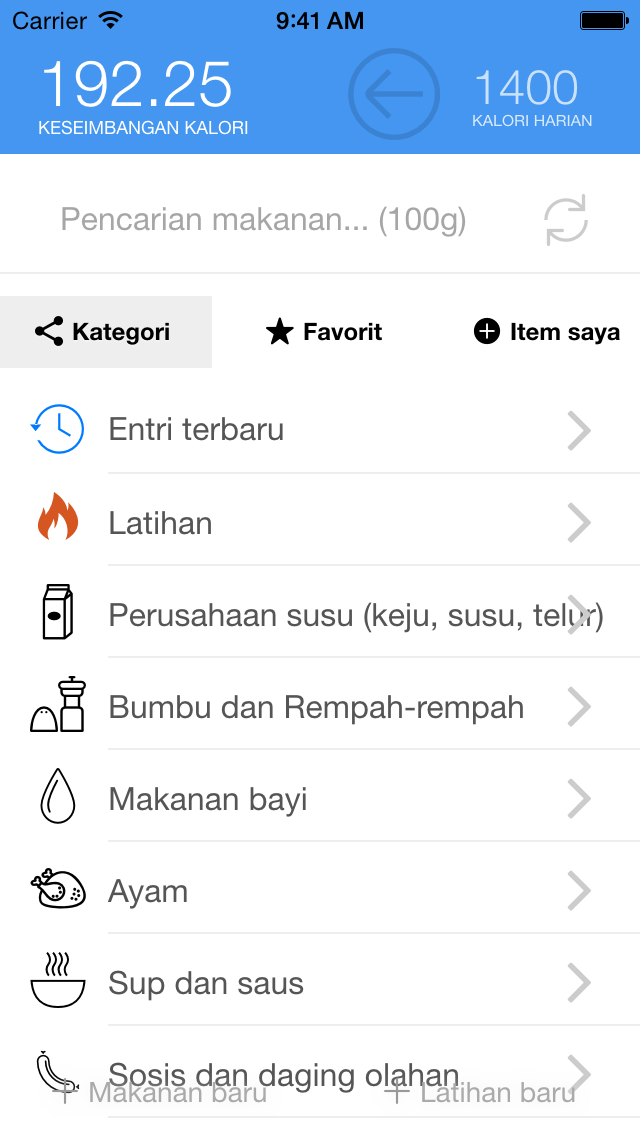 Carrier 9:41 AM
192.25
KESEIMBANGAN KALORI
1400
KALORI HARIAN
Pencarian makanan... (100g)
Kategori
Favorit
Item saya
Entri terbaru
Latihan
Perusahaan susu (keju, susu, telur)
Bumbu dan Rempah-rempah
Makanan bayi
Ayam
Sup dan saus
Sosis dan daging olahan
+ Makanan baru
+ Latihan baru